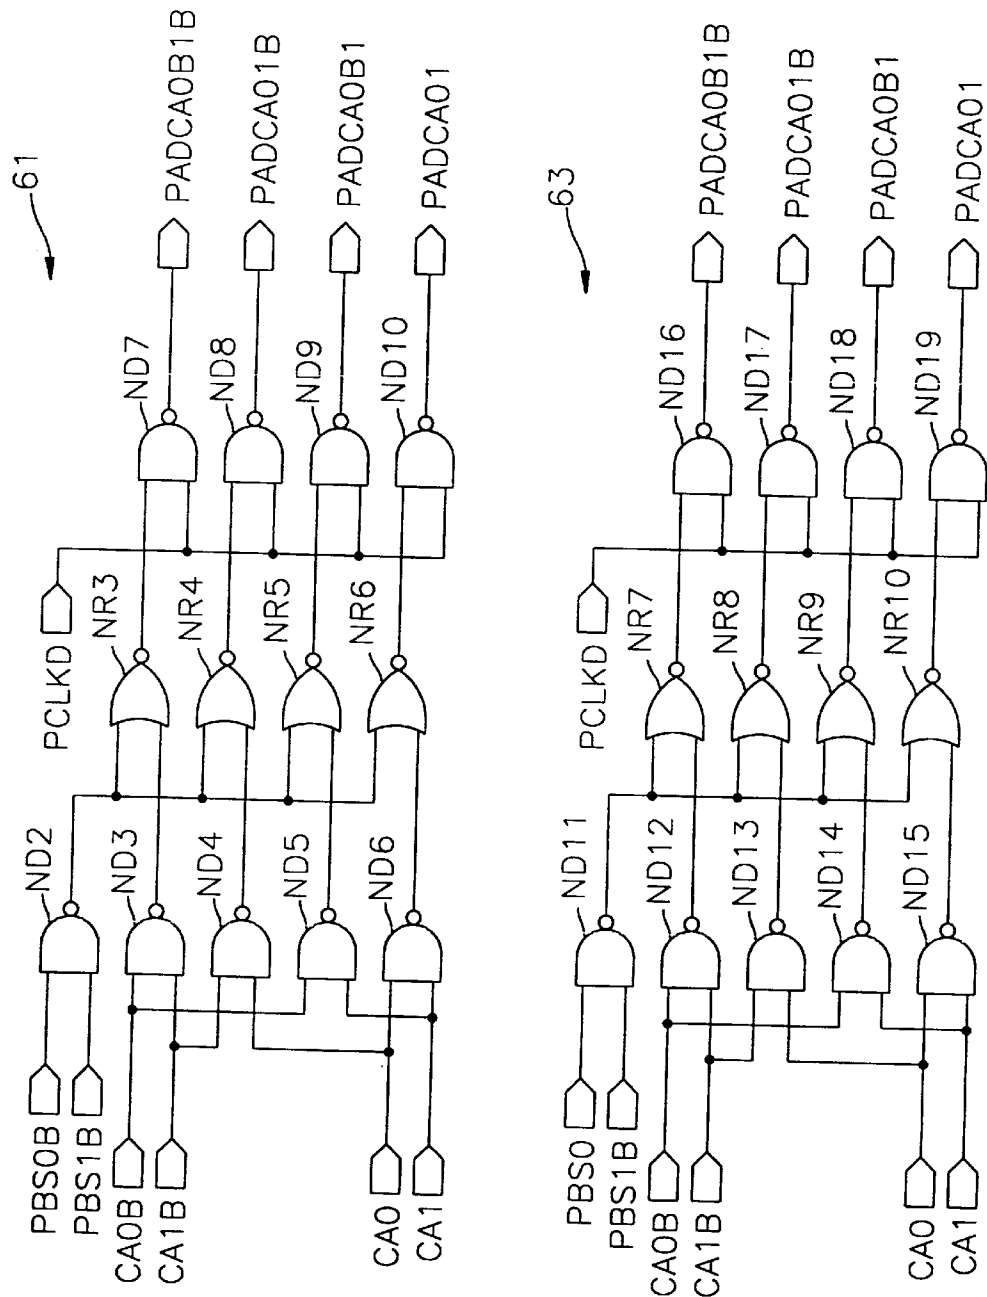 61
PBS0B
PBS1B
CA0B
CA1B
CA0
CA1
ND2
ND3
ND4
ND5
ND6
PCLKD
NR3
NR4
NR5
NR6
ND7
ND8
ND9
ND10
PADCA0B1B
PADCA01B
PADCA0B1
PADCA01
63
PBS0
PBS1B
CA0B
CA1B
CA0
CA1
ND11
ND12
ND13
ND14
ND15
PCLKD
NR7
NR8
NR9
NR10
ND16
ND17
ND18
ND19
PADCA0B1B
PADCA01B
PADCA0B1
PADCA01